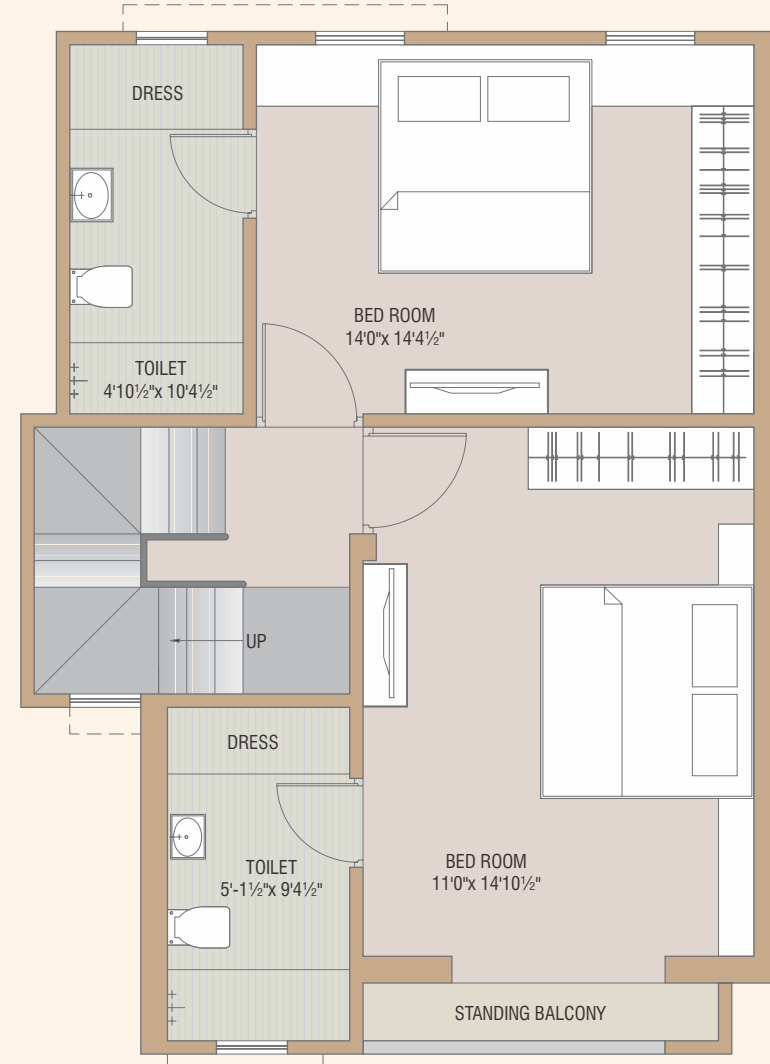 DRESS
BED ROOM
14'0"x 14'4½"
TOILET
4'10½"x 10'4½"
UP
DRESS
TOILET
5'-1½"x 9'4½"
BED ROOM
11'0"x 14'10½"
STANDING BALCONY